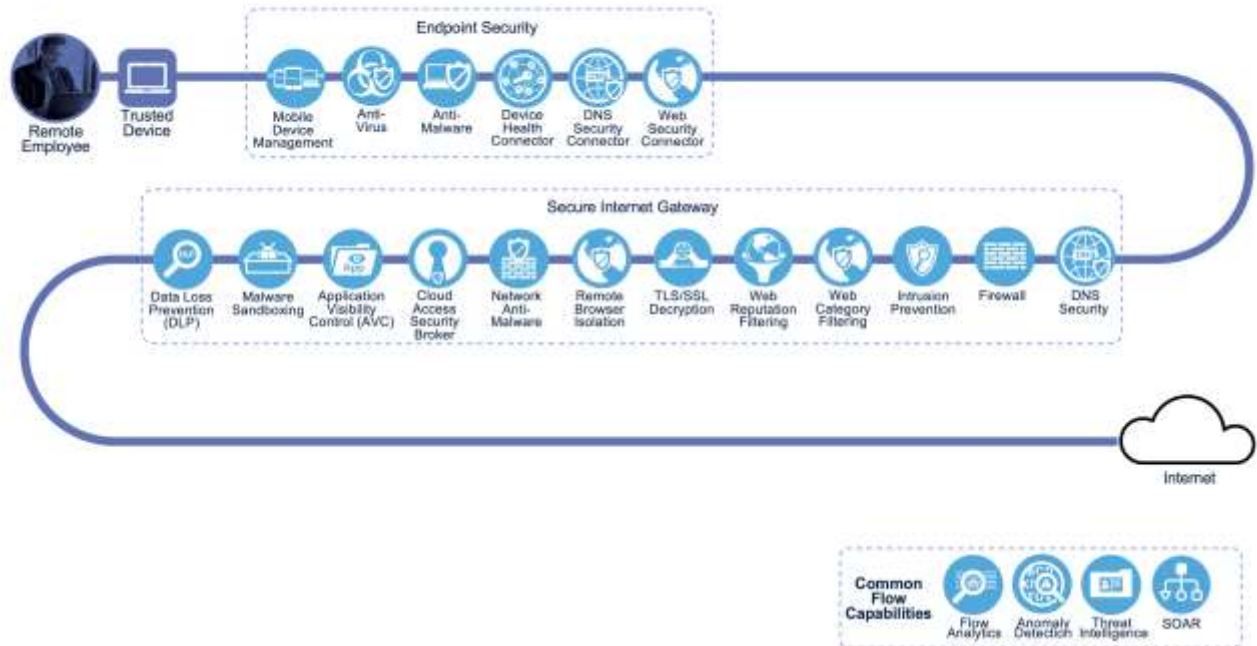 Endpoint Security
Remote
Employee
Trusted
Device
Mobile
Device
Management
Anti-
Virus
Anti-
Malware
Device
Health
Connector
DNS
Security
Connector
Web
Security
Connector
Secure Internet Gateway
Data Loss
Prevention
(DLP)
Malware
Sandboxing
App
Application
Visibility
Control (AVC)
Cloud
Access
Security
Broker
Network
Anti-
Malware
Remote
Browser
Isolation
TLS/SSL
Decryption
Web
Reputation
Filtering
Web
Category
Filtering
Intrusion
Prevention
Firewall
DNS
Security
Internet
Common
Flow
Capabilities
Flow
Analytics
Anomaly
Detection
Threat
Intelligence
SOAR